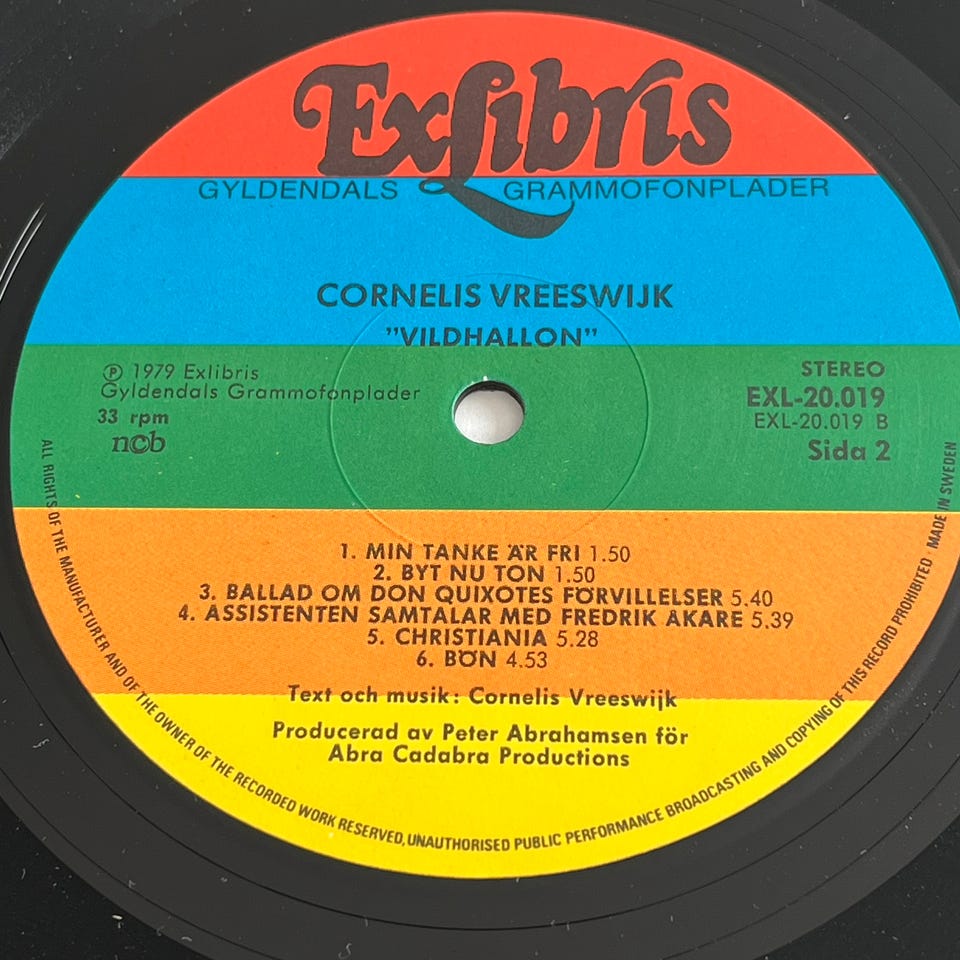 Exlibris
GYLDENDALS GRAMMOFONPLADER
CORNELIS VREESWIJK
"VILDHALLON"
℗ 1979 Exlibris
Gyldendals Grammofonplader
33 rpm
ncb
STEREO
EXL-20.019
EXL-20.019 B
Sida 2
1. MIN TANKE ÄR FRI 1.50
2. BYT NU TON 1.50
3. BALLAD OM DON QUIXOTES FÖRVILLELSER 5.40
4. ASSISTENTEN SAMTALAR MED FREDRIK AKARE 5.39
5. CHRISTIANIA 5.28
6. BÖN 4.53
Text och musik: Cornelis Vreeswijk
Producerad av Peter Abrahamsen för
Abra Cadabra Productions
ALL RIGHTS OF THE MANUFACTURER AND OF THE OWNER OF THE RECORDED WORK RESERVED, UNAUTHORISED PUBLIC PERFORMANCE BROADCASTING AND COPYING OF THIS RECORD PROHIBITED · MADE IN SWEDEN